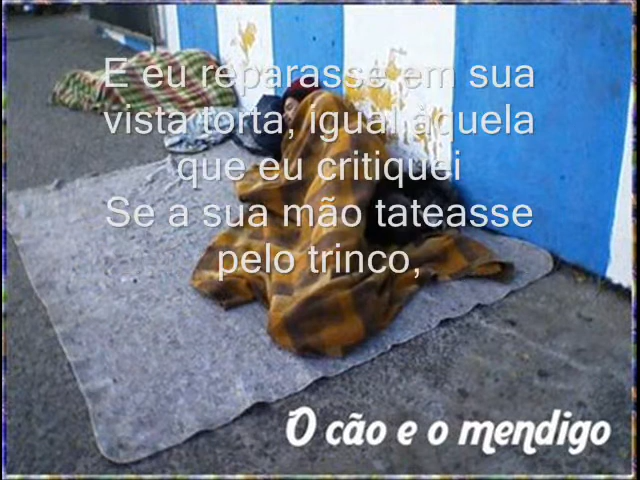 E eu reparasse em sua
vista torta, igual àquela
que eu critiquei
Se a sua mão tateasse
pelo trinco,
O cão e o mendigo